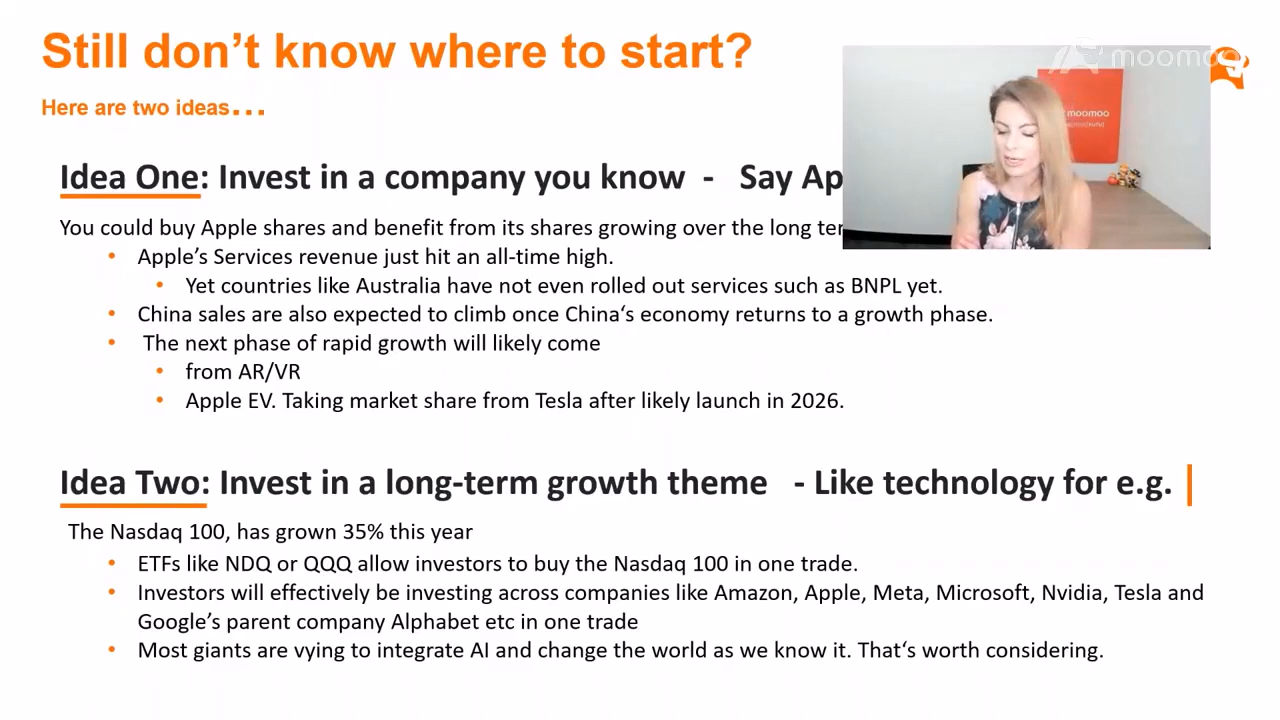 Still don’t know where to start?
Here are two ideas...
moomoo
moomoo
Idea One: Invest in a company you know - Say Ap
You could buy Apple shares and benefit from its shares growing over the long ter
• Apple’s Services revenue just hit an all-time high.
• Yet countries like Australia have not even rolled out services such as BNPL yet.
• China sales are also expected to climb once China‘s economy returns to a growth phase.
• The next phase of rapid growth will likely come
• from AR/VR
• Apple EV. Taking market share from Tesla after likely launch in 2026.
Idea Two: Invest in a long-term growth theme - Like technology for e.g.
The Nasdaq 100, has grown 35% this year
• ETFs like NDQ or QQQ allow investors to buy the Nasdaq 100 in one trade.
• Investors will effectively be investing across companies like Amazon, Apple, Meta, Microsoft, Nvidia, Tesla and
Google’s parent company Alphabet etc in one trade
• Most giants are vying to integrate AI and change the world as we know it. That‘s worth considering.